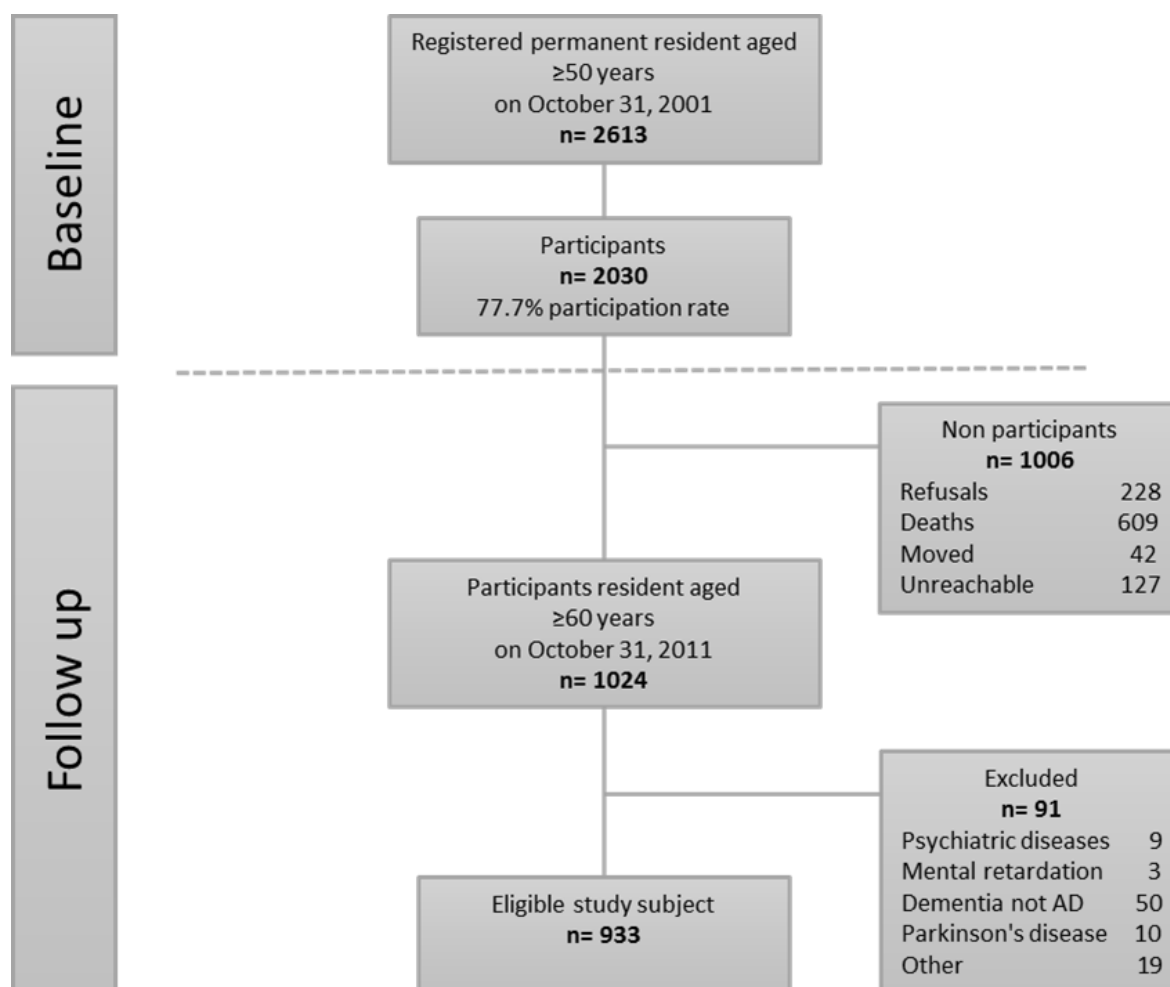 Baseline
Registered permanent resident aged
≥50 years
on October 31, 2001
n= 2613
Participants
n= 2030
77.7% participation rate
Follow up
Non participants
n= 1006
Refusals 228
Deaths 609
Moved 42
Unreachable 127
Participants resident aged
≥60 years
on October 31, 2011
n= 1024
Excluded
n= 91
Psychiatric diseases 9
Mental retardation 3
Dementia not AD 50
Parkinson's disease 10
Other 19
Eligible study subject
n= 933